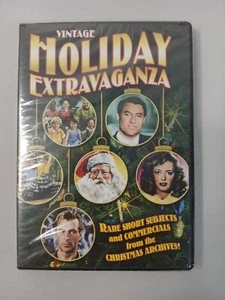 VINTAGE
HOLIDAY
EXTRAVAGANZA
RARE SHORT SUBJECTS
AND COMMERCIALS
FROM THE
CHRISTMAS ARCHIVES!